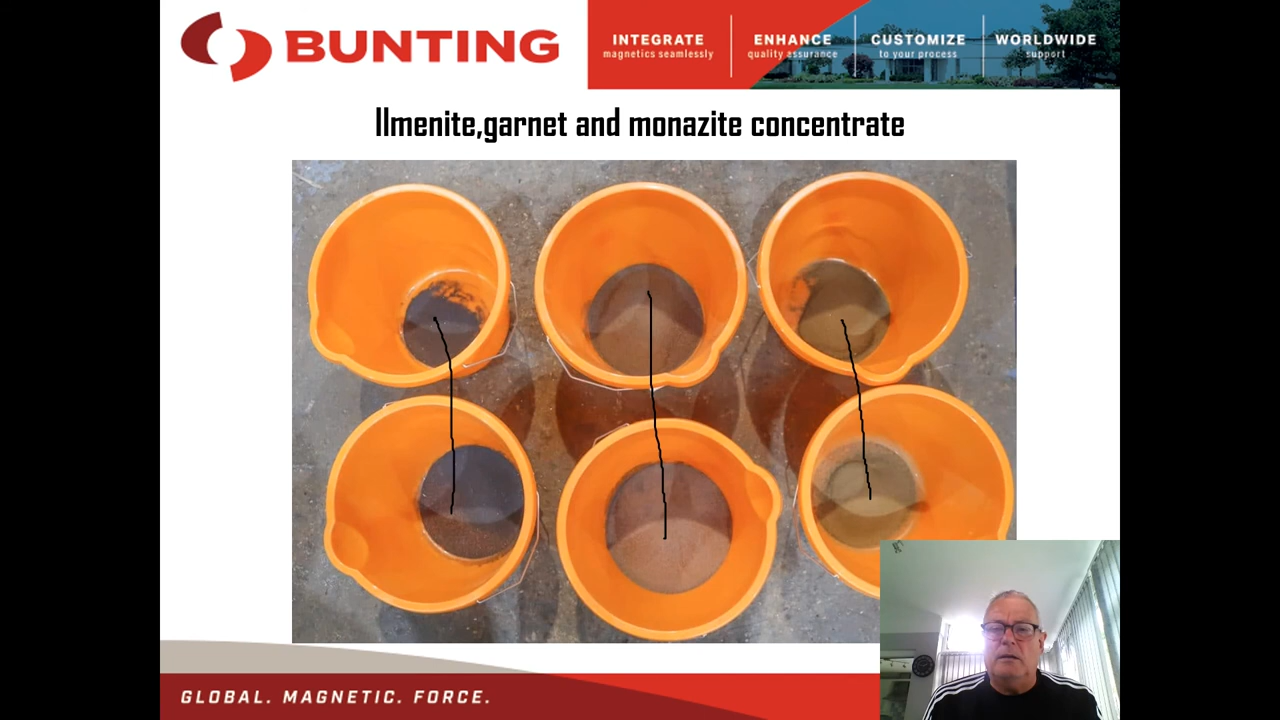 BUNTING
INTEGRATE
magnetics seamlessly
ENHANCE
quality assurance
CUSTOMIZE
to your process
WORLDWIDE
support
Ilmenite,garnet and monazite concentrate
GLOBAL. MAGNETIC. FORCE.